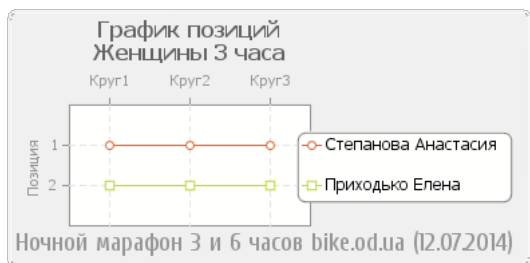 График позиций
Женщины 3 часа
Круг1 Круг2 Круг3
Позиция
1
2
Степанова Анастасия
Приходько Елена
Ночной марафон 3 и 6 часов bike.od.ua (12.07.2014)